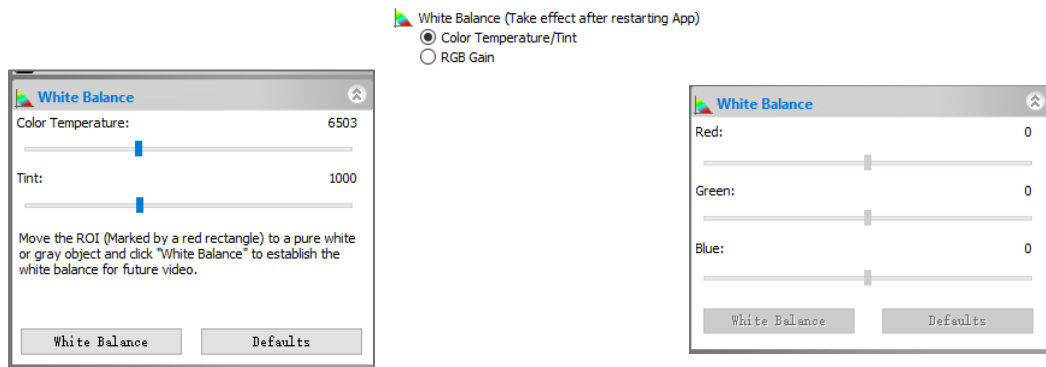 White Balance (Take effect after restarting App)
Color Temperature/Tint
RGB Gain
White Balance
Color Temperature: 6503
Tint: 1000
Move the ROI (Marked by a red rectangle) to a pure white
or gray object and click "White Balance" to establish the
white balance for future video.
White Balance Defaults
White Balance
Red: 0
Green: 0
Blue: 0
White Balance Defaults